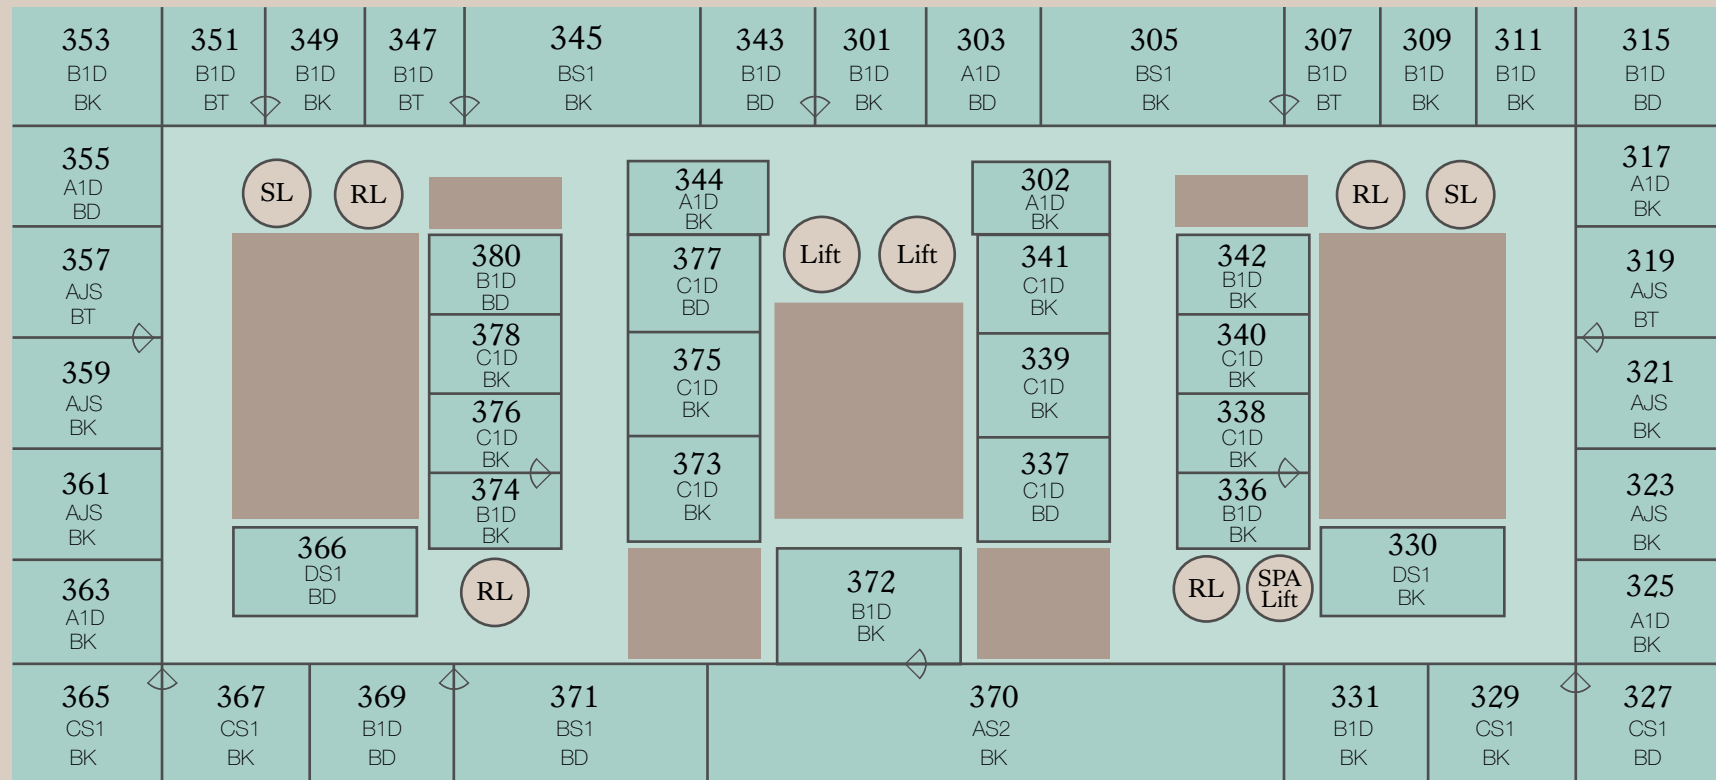 353
B1D
BK
351
B1D
BT
349
B1D
BK
347
B1D
BT
345
BS1
BK
343
B1D
BD
301
B1D
BK
303
A1D
BD
305
BS1
BK
307
B1D
BT
309
B1D
BK
311
B1D
BK
315
B1D
BD
355
A1D
BD
SL
RL
344
A1D
BK
302
A1D
BK
RL
SL
317
A1D
BK
357
AJS
BT
380
B1D
BD
377
C1D
BD
Lift
Lift
341
C1D
BK
342
B1D
BK
319
AJS
BT
378
C1D
BK
375
C1D
BK
339
C1D
BK
340
C1D
BK
359
AJS
BK
376
C1D
BK
338
C1D
BK
321
AJS
BK
361
AJS
BK
374
B1D
BK
373
C1D
BK
337
C1D
BD
336
B1D
BK
323
AJS
BK
366
DS1
BD
330
DS1
BK
363
A1D
BK
RL
372
B1D
BK
RL
SPA
Lift
325
A1D
BK
365
CS1
BK
367
CS1
BK
369
B1D
BD
371
BS1
BD
370
AS2
BK
331
B1D
BK
329
CS1
BK
327
CS1
BD